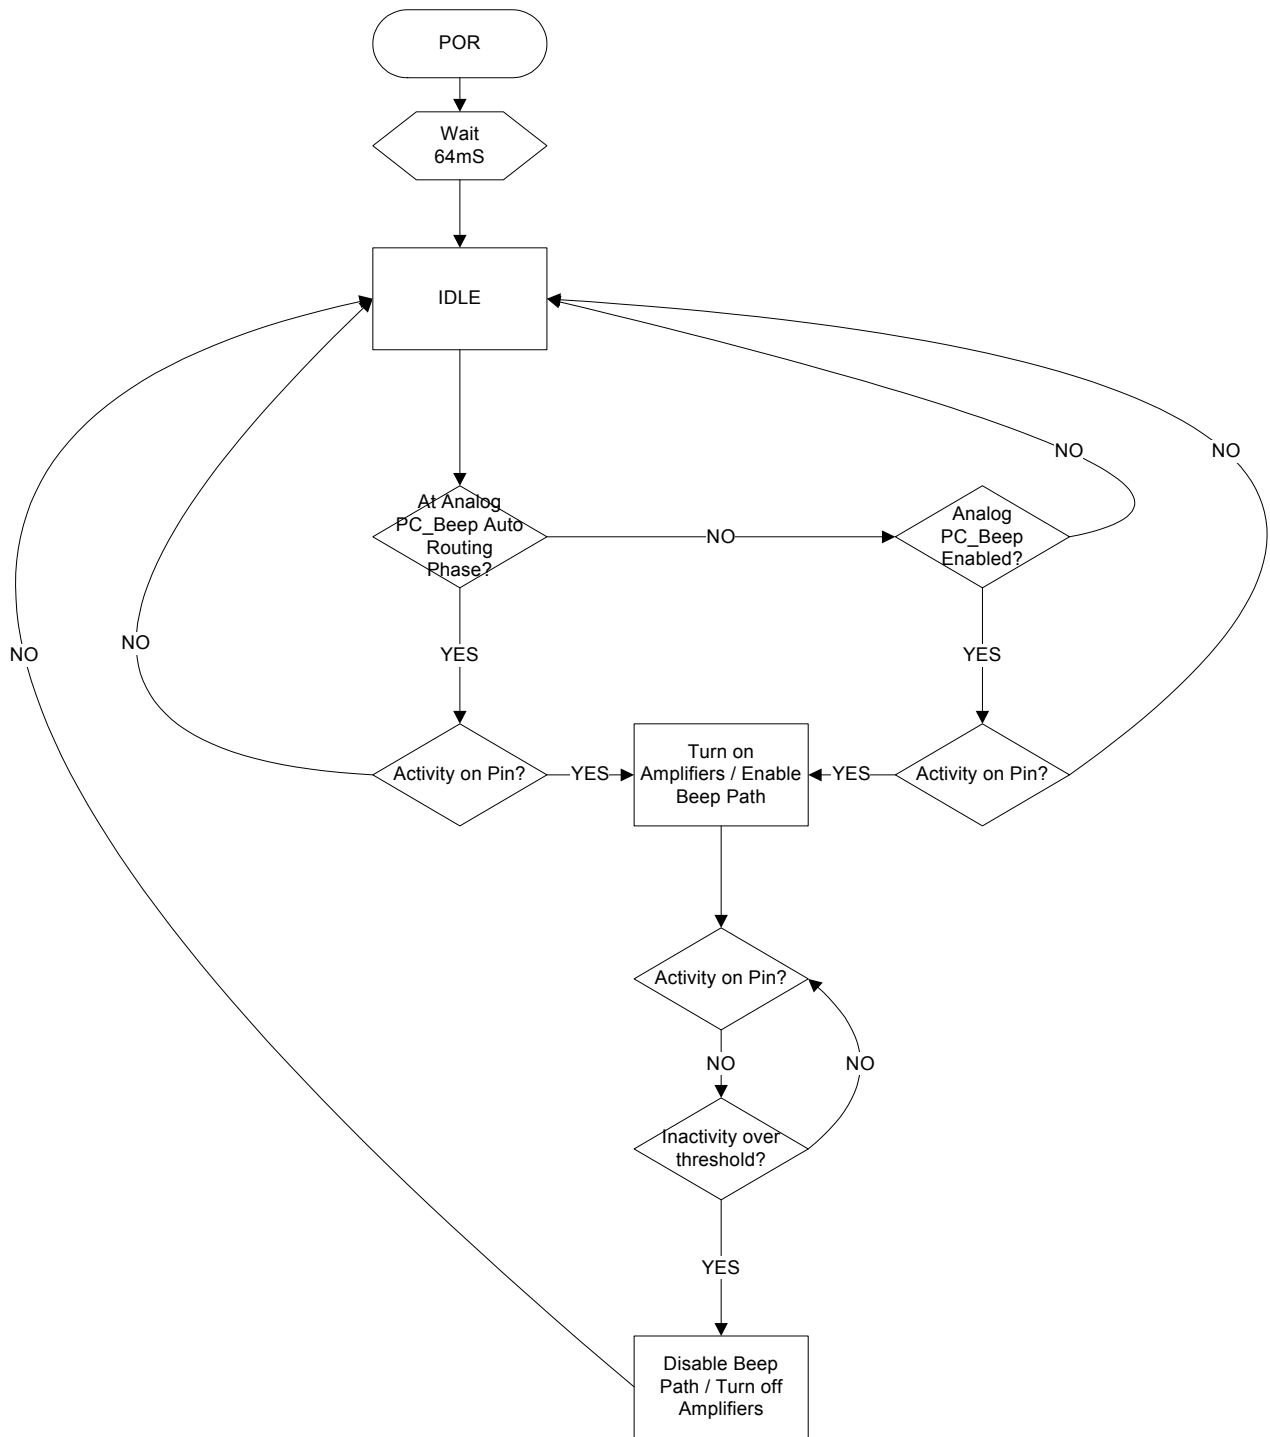 POR
Wait
64mS
IDLE
NO
NO
At Analog
PC_Beep Auto
Routing
Phase?
NO
Analog
PC_Beep
Enabled?
NO
NO
YES
YES
Activity on Pin?
YES
Turn on
Amplifiers / Enable
Beep Path
YES
Activity on Pin?
Activity on Pin?
NO
NO
Inactivity over
threshold?
YES
Disable Beep
Path / Turn off
Amplifiers